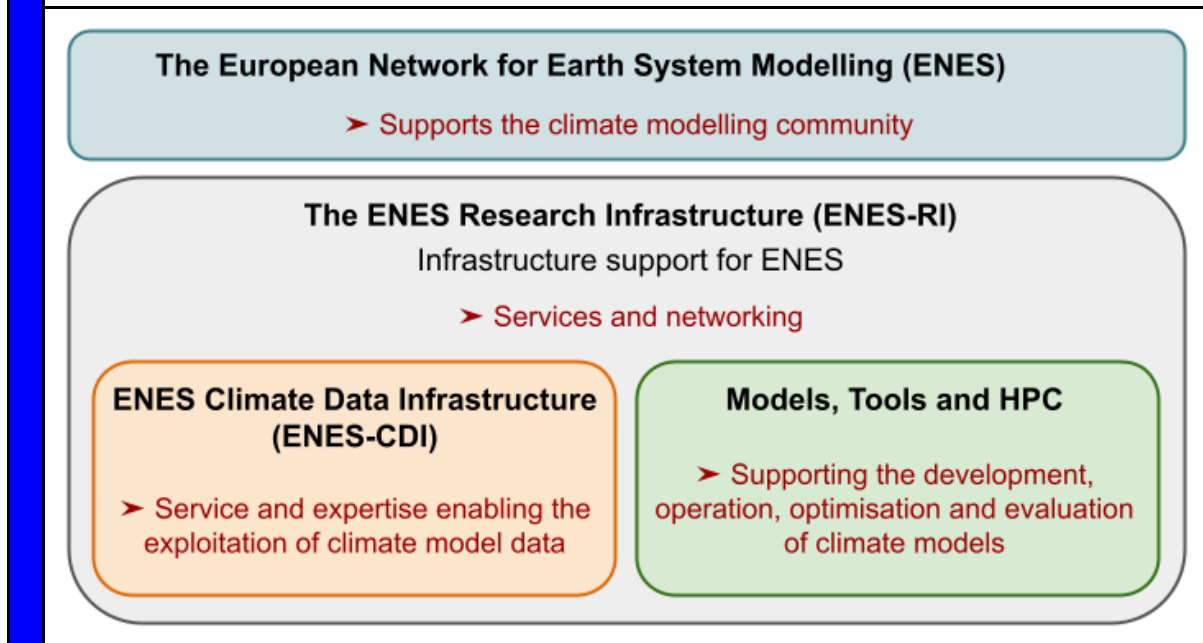 The European Network for Earth System Modelling (ENES)
➤ Supports the climate modelling community
The ENES Research Infrastructure (ENES-RI)
Infrastructure support for ENES
➤ Services and networking
ENES Climate Data Infrastructure
(ENES-CDI)
➤ Service and expertise enabling the
exploitation of climate model data
Models, Tools and HPC
➤ Supporting the development,
operation, optimisation and evaluation
of climate models